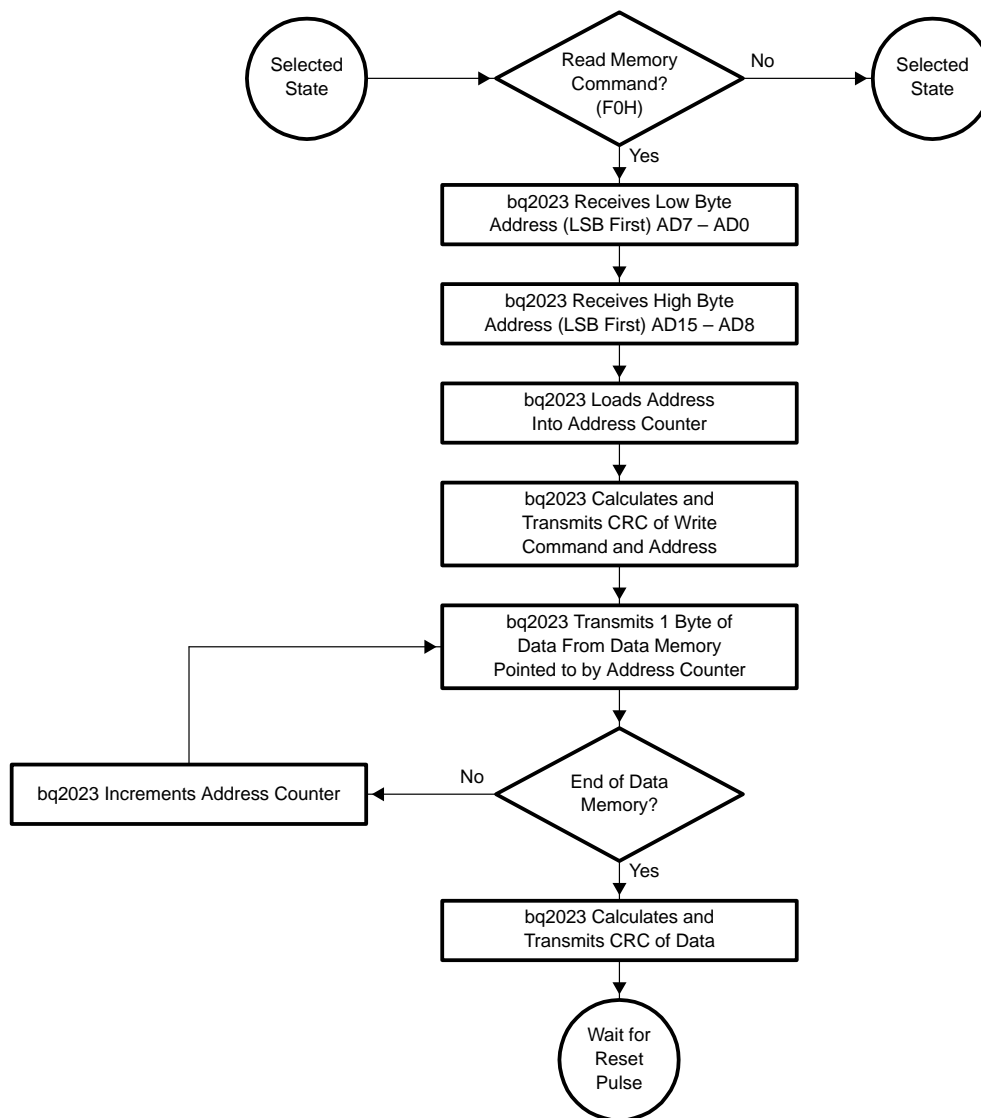 Selected
State
Read Memory
Command?
(F0H)
No
Selected
State
Yes
bq2023 Receives Low Byte
Address (LSB First) AD7 – AD0
bq2023 Receives High Byte
Address (LSB First) AD15 – AD8
bq2023 Loads Address
Into Address Counter
bq2023 Calculates and
Transmits CRC of Write
Command and Address
bq2023 Transmits 1 Byte of
Data From Data Memory
Pointed to by Address Counter
bq2023 Increments Address Counter
No
End of Data
Memory?
Yes
bq2023 Calculates and
Transmits CRC of Data
Wait for
Reset
Pulse